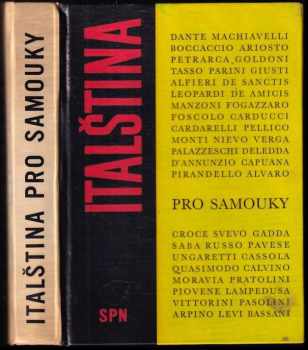 ITALŠTINA PRO SAMOUKY
ITALŠTINA
SPN
DANTE MACHIAVELLI
BOCCACCIO ARIOSTO
PETRARCA GOLDONI
TASSO PARINI GIUSTI
ALFIERI DE SANCTIS
LEOPARDI DE AMICIS
MANZONI FOGAZZARO
FOSCOLO CARDUCCI
CARDARELLI PELLICO
MONTI NIEVO VERGA
PALAZZESCHI DELEDDA
D'ANNUNZIO CAPUANA
PIRANDELLO ALVARO
PRO SAMOUKY
CROCE SVEVO GADDA
SABA RUSSO PAVESE
UNGARETTI CASSOLA
QUASIMODO CALVINO
MORAVIA PRATOLINI
PIOVENE LAMPEDUSA
VITTORINI PASOLINI
ARPINO LEVI BASSANI